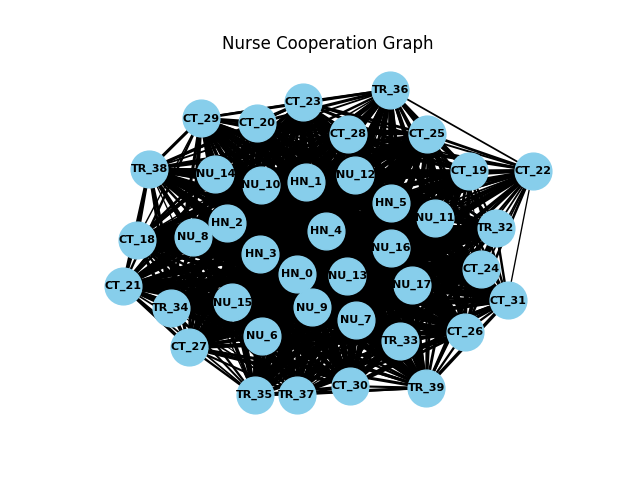 Nurse Cooperation Graph
TR_36
CT_23
CT_29
CT_20
CT_28
CT_25
TR_38
CT_19
CT_22
NU_14
NU_12
HN_1
NU_10
HN_5
NU_11
HN_2
TR_32
HN_4
NU_8
CT_18
NU_16
HN_3
CT_24
HN_0
NU_13
CT_21
NU_17
CT_31
NU_15
TR_34
NU_9
NU_7
CT_26
NU_6
TR_33
CT_27
CT_30
TR_39
TR_35
TR_37